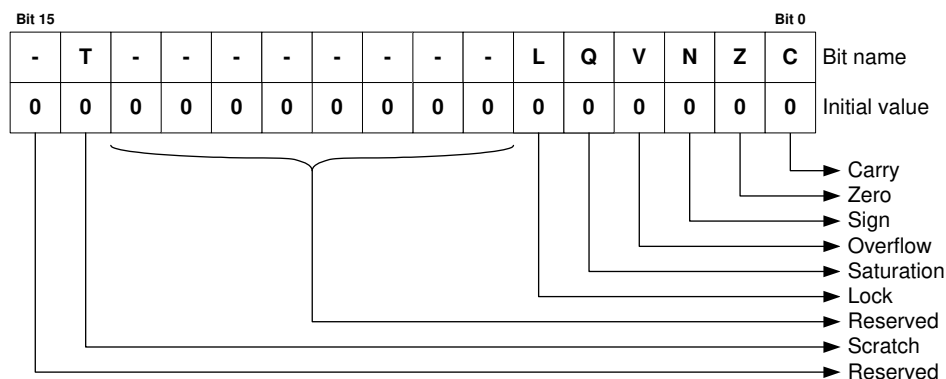 Bit 15 Bit 0
- T - - - - - - - - L Q V N Z C Bit name
0 0 0 0 0 0 0 0 0 0 0 0 0 0 0 0 Initial value
Carry
Zero
Sign
Overflow
Saturation
Lock
Reserved
Scratch
Reserved